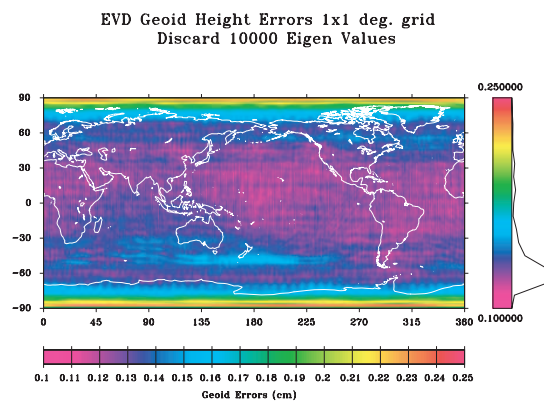 EVD Geoid Height Errors 1x1 deg. grid
Discard 10000 Eigen Values
0.250000
90
60
30
0
−30
−60
−90
0 45 90 135 180 225 270 315 360
0.100000
0.1 0.11 0.12 0.13 0.14 0.15 0.16 0.17 0.18 0.19 0.2 0.21 0.22 0.23 0.24 0.25
Geoid Errors (cm)